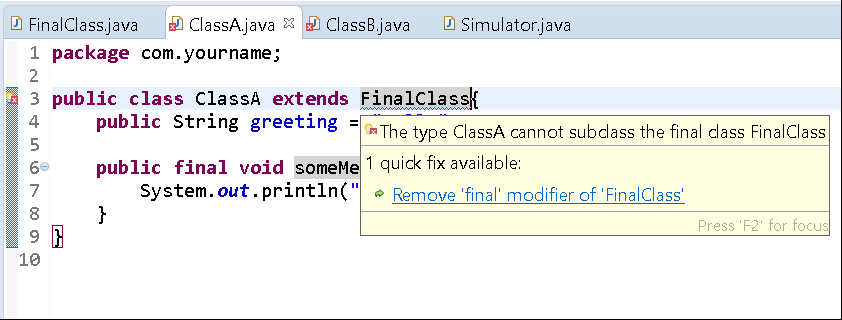 FinalClass.java ClassA.java ClassB.java Simulator.java
1 package com.yourname;
2
3 public class ClassA extends FinalClass{
4 public String greeting =
The type ClassA cannot subclass the final class FinalClass
5
1 quick fix available:
6 public final void someMe
7 System.out.println("
Remove 'final' modifier of 'FinalClass'
8 }
Press 'F2' for focus
9 }
10